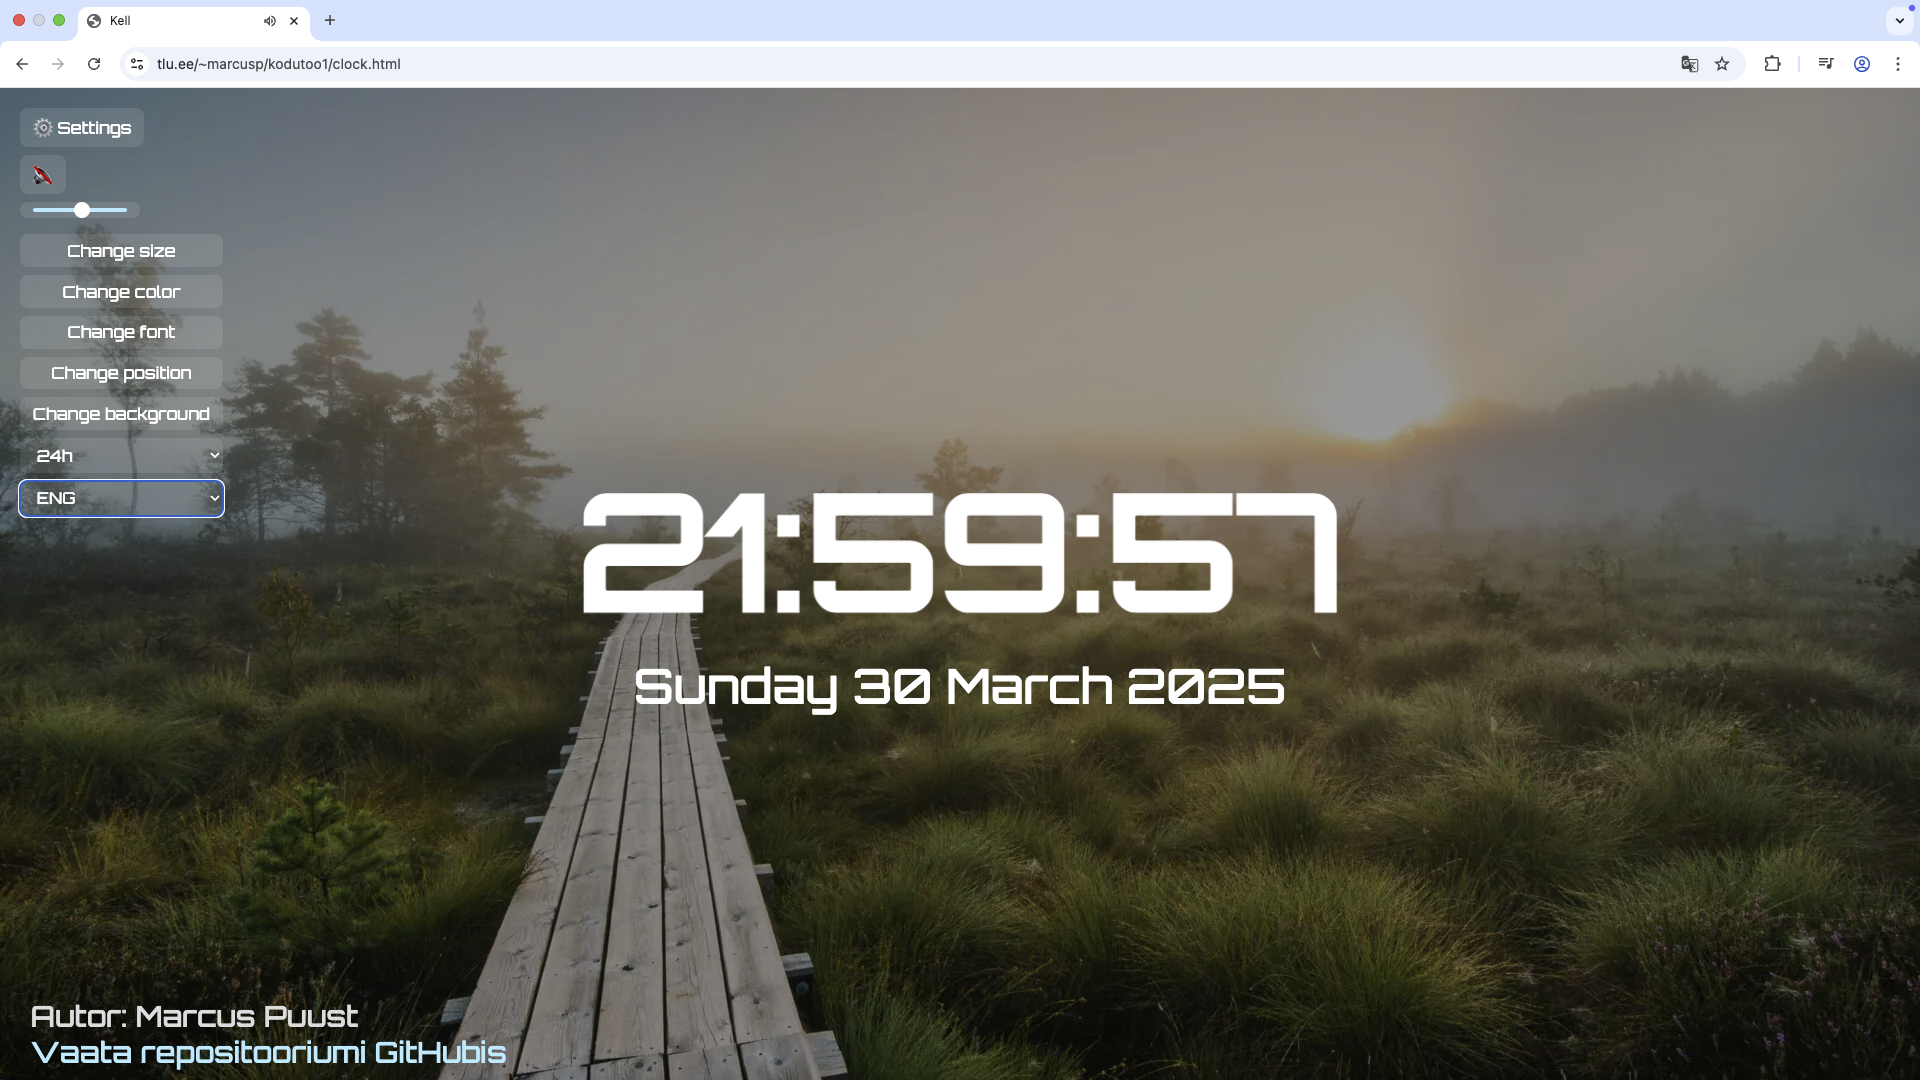 Kell
tlu.ee/~marcusp/kodutoo1/clock.html
Settings
Change size
Change color
Change font
Change position
Change background
24h
ENG
21:59:57
Sunday 30 March 2025
Autor: Marcus Puust
Vaata repositooriumi GitHubis